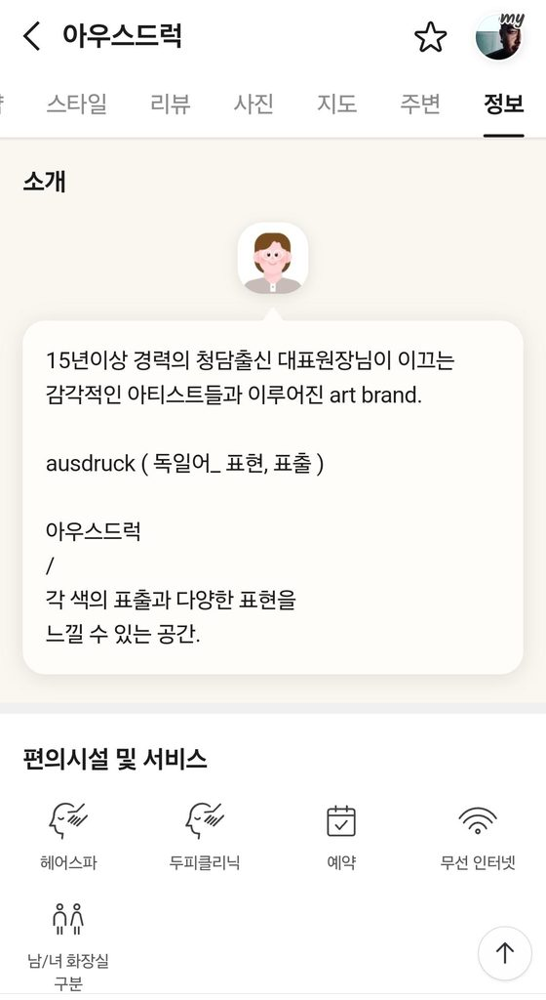 아우스드럭
my
스타일 리뷰 사진 지도 주변 정보
소개
15년이상 경력의 청담출신 대표원장님이 이끄는
감각적인 아티스트들과 이루어진 art brand.
ausdruck ( 독일어_ 표현, 표출 )
아우스드럭
/
각 색의 표출과 다양한 표현을
느낄 수 있는 공간.
편의시설 및 서비스
헤어스파 두피클리닉 예약 무선 인터넷
남/녀 화장실
구분